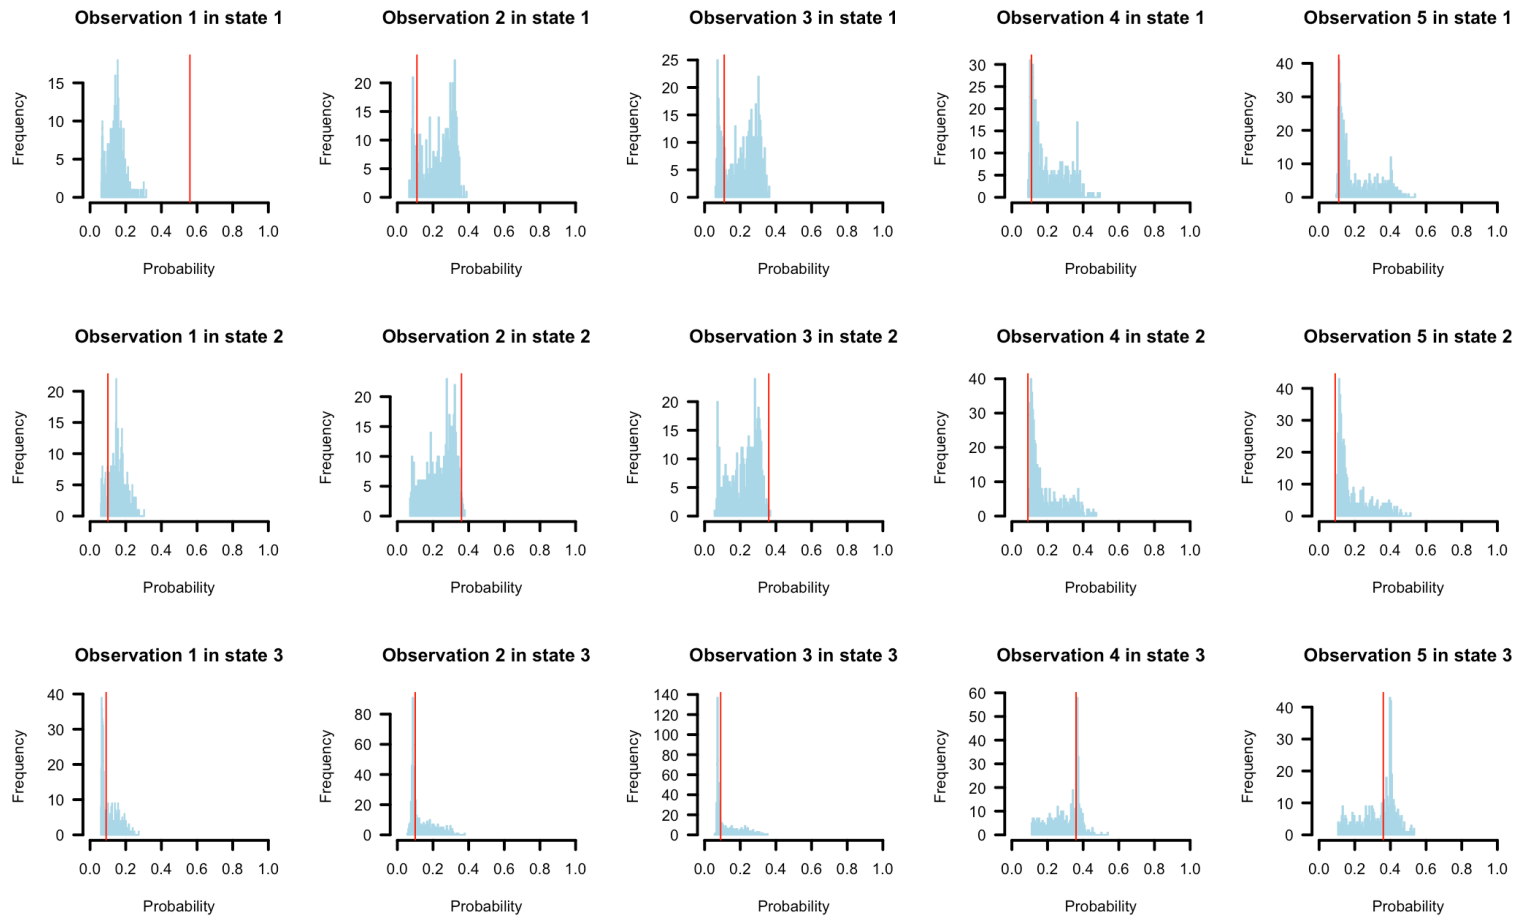 Observation 1 in state 1 Observation 2 in state 1 Observation 3 in state 1 Observation 4 in state 1 Observation 5 in state 1
Frequency Frequency Frequency Frequency Frequency
15 20 25 30 40
10 15 20 25 30
5 10 15 20 20
0 5 10 15 10
0 5 10 0
0 5
0
0.0 0.2 0.4 0.6 0.8 1.0 0.0 0.2 0.4 0.6 0.8 1.0 0.0 0.2 0.4 0.6 0.8 1.0 0.0 0.2 0.4 0.6 0.8 1.0 0.0 0.2 0.4 0.6 0.8 1.0
Probability Probability Probability Probability Probability
Observation 1 in state 2 Observation 2 in state 2 Observation 3 in state 2 Observation 4 in state 2 Observation 5 in state 2
Frequency Frequency Frequency Frequency Frequency
20 20 20 40 40
15 15 15 30 30
10 10 10 20 20
5 5 5 10 10
0 0 0 0 0
0.0 0.2 0.4 0.6 0.8 1.0 0.0 0.2 0.4 0.6 0.8 1.0 0.0 0.2 0.4 0.6 0.8 1.0 0.0 0.2 0.4 0.6 0.8 1.0 0.0 0.2 0.4 0.6 0.8 1.0
Probability Probability Probability Probability Probability
Observation 1 in state 3 Observation 2 in state 3 Observation 3 in state 3 Observation 4 in state 3 Observation 5 in state 3
Frequency Frequency Frequency Frequency Frequency
40 80 140 60 40
30 60 120 50 30
20 40 100 40 20
10 20 80 30 10
0 0 60 20 0
40 10
20 0
0
0.0 0.2 0.4 0.6 0.8 1.0 0.0 0.2 0.4 0.6 0.8 1.0 0.0 0.2 0.4 0.6 0.8 1.0 0.0 0.2 0.4 0.6 0.8 1.0 0.0 0.2 0.4 0.6 0.8 1.0
Probability Probability Probability Probability Probability